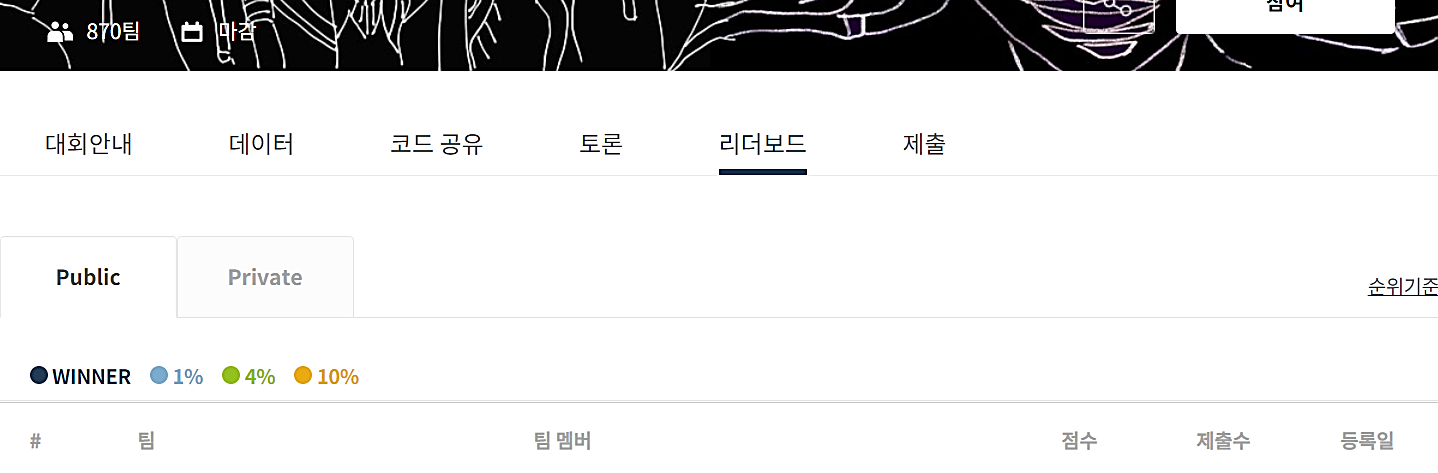 참여
870팀 마감
대회안내 데이터 코드 공유 토론 리더보드 제출
Public Private
순위기준
WINNER 1% 4% 10%
# 팀 팀 멤버 점수 제출수 등록일